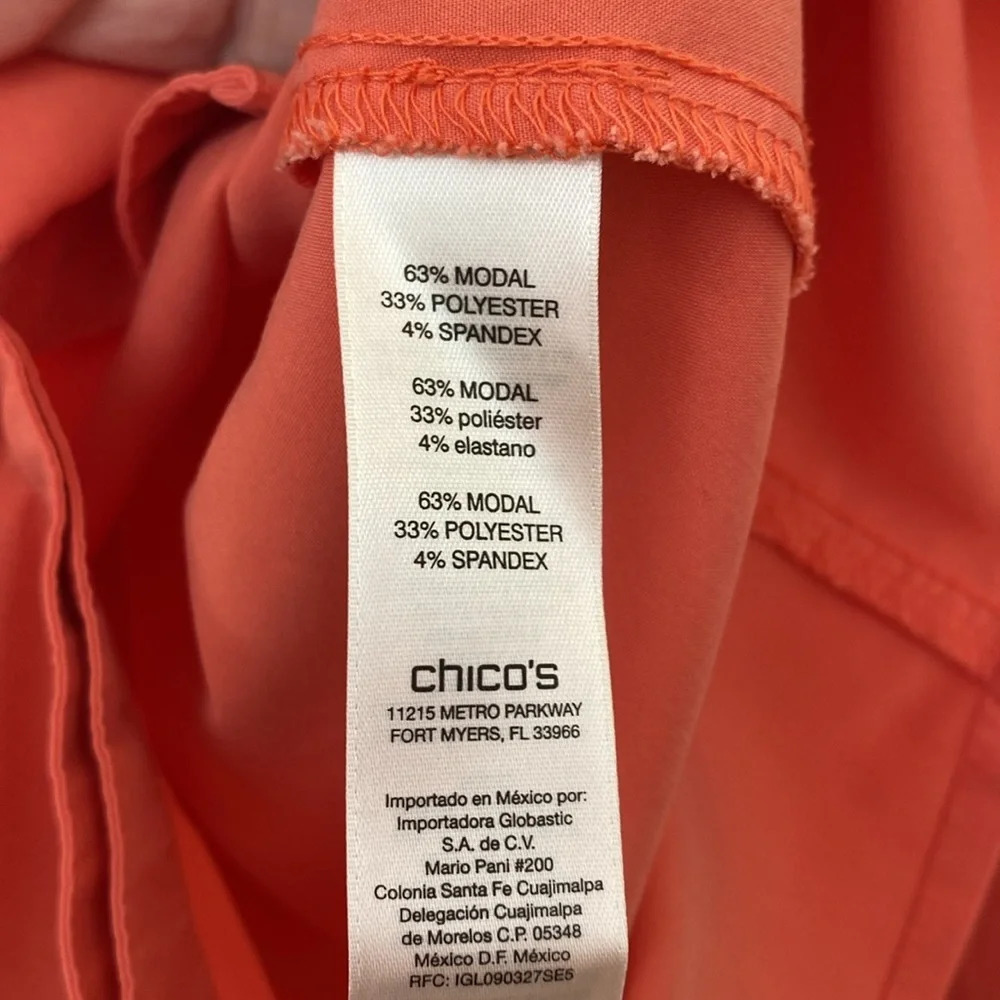 63% MODAL
33% POLYESTER
4% SPANDEX
63% MODAL
33% poliéster
4% elastano
63% MODAL
33% POLYESTER
4% SPANDEX
chico's
11215 METRO PARKWAY
FORT MYERS, FL 33966
Importado en México por:
Importadora Globastic
S.A. de C.V.
Mario Pani #200
Colonia Santa Fe Cuajimalpa
Delegación Cuajimalpa
de Morelos C.P. 05348
México D.F. México
RFC: IGL090327SE5